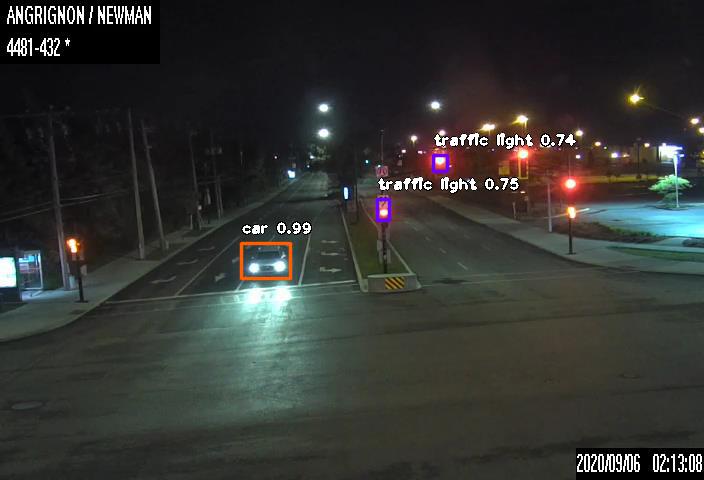 ANGRIGNON / NEWMAN
4481-432 *
traffic light 0.74
traffic light 0.75
car 0.99
2020/09/06 02:13:08